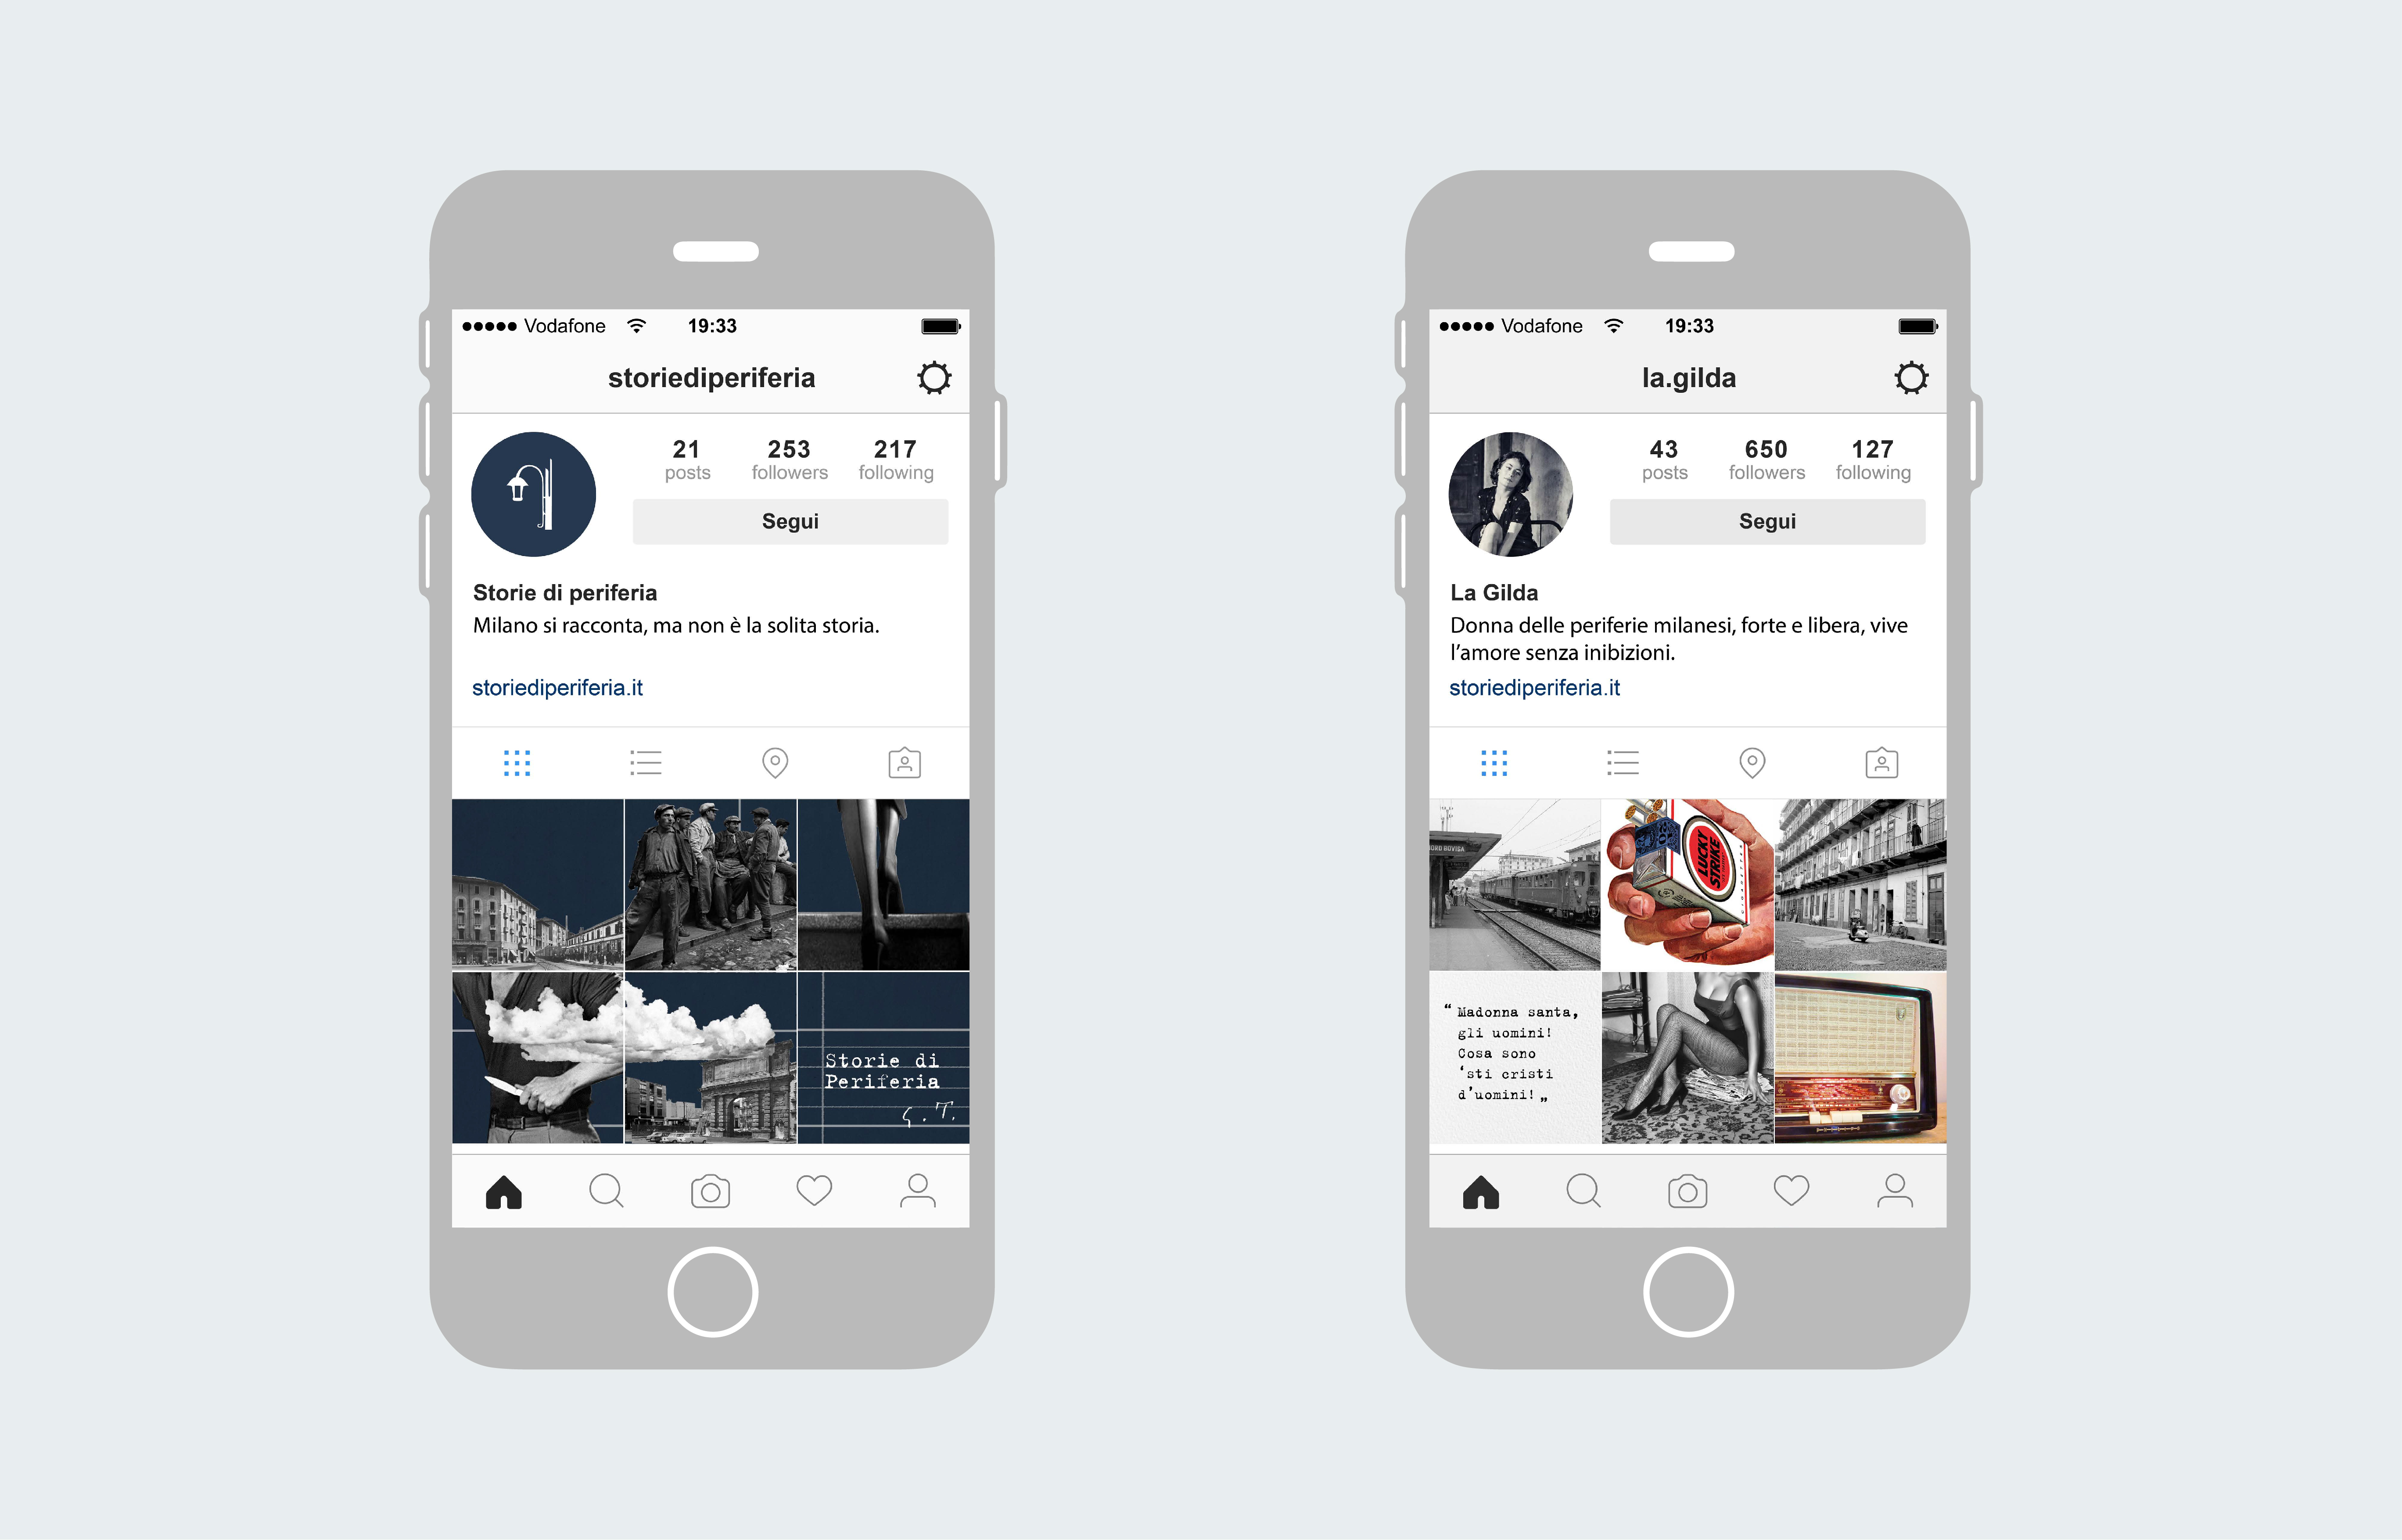 Vodafone 19:33
storiediperiferia
21 253 217
posts followers following
Segui
Storie di periferia
Milano si racconta, ma non è la solita storia.
storiediperiferia.it
Storie di
Periferia
G.T.
Vodafone 19:33
la.gilda
43 650 127
posts followers following
Segui
La Gilda
Donna delle periferie milanesi, forte e libera, vive
l’amore senza inibizioni.
storiediperiferia.it
NORD BOVISA
LUCKY
STRIKE
“ Madonna santa,
gli uomini!
Cosa sono
‘sti cristi
d’uomini! „